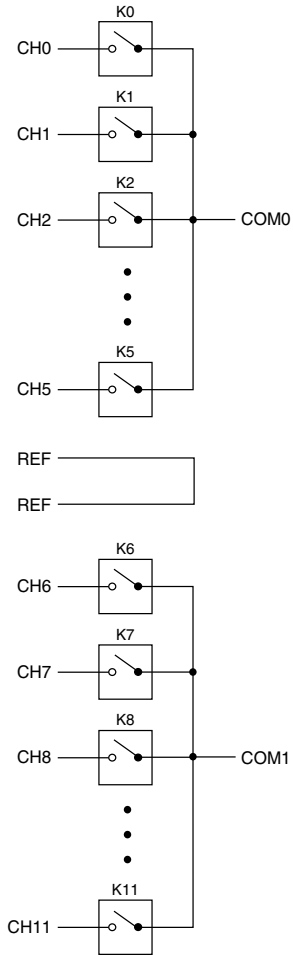 K0
CH0
K1
CH1
K2
CH2
COM0
K5
CH5
REF
REF
K6
CH6
K7
CH7
K8
CH8
COM1
K11
CH11